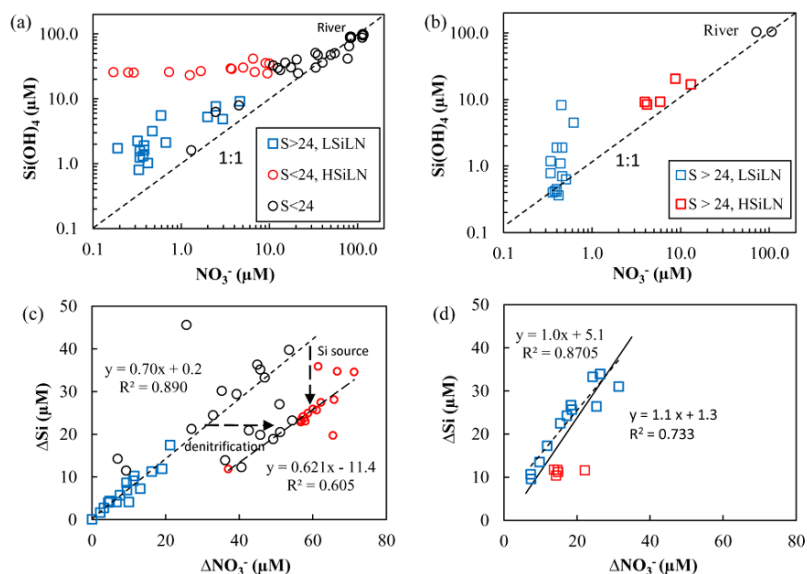 (a)
100.0
10.0
1.0
0.1
Si(OH)₄ (μM)
River
1:1
S>24, LSiLN
S<24, HSiLN
S<24
0.1 1.0 10.0 100.0
NO₃⁻ (μM)
(b)
100.0
10.0
1.0
0.1
Si(OH)₄ (μM)
River
1:1
S > 24, LSiLN
S > 24, HSiLN
0.1 1.0 10.0 100.0
NO₃⁻ (μM)
(c)
50
40
30
20
10
0
ΔSi (μM)
y = 0.70x + 0.2
R² = 0.890
Si source
denitrification
y = 0.621x - 11.4
R² = 0.605
0 20 40 60 80
ΔNO₃⁻ (μM)
(d)
50
40
30
20
10
0
ΔSi (μM)
y = 1.0x + 5.1
R² = 0.8705
y = 1.1 x + 1.3
R² = 0.733
0 20 40 60
ΔNO₃⁻ (μM)